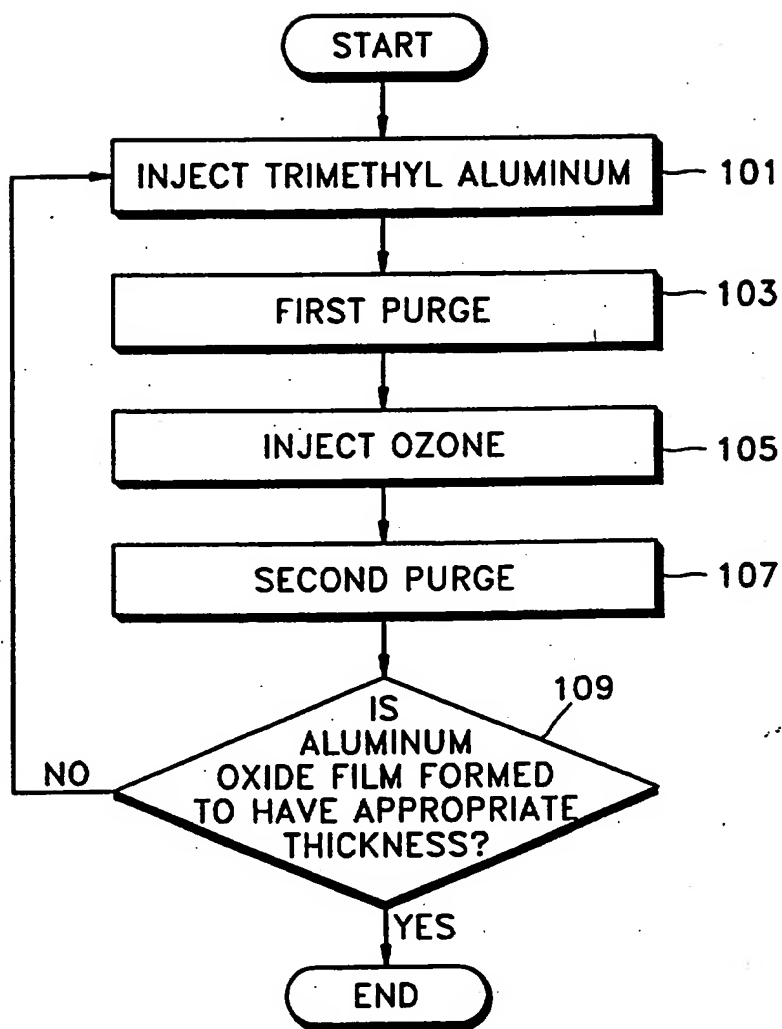 START
INJECT TRIMETHYL ALUMINUM
101
FIRST PURGE
103
INJECT OZONE
105
SECOND PURGE
107
109
IS
ALUMINUM
OXIDE FILM FORMED
TO HAVE APPROPRIATE
THICKNESS?
NO
YES
END